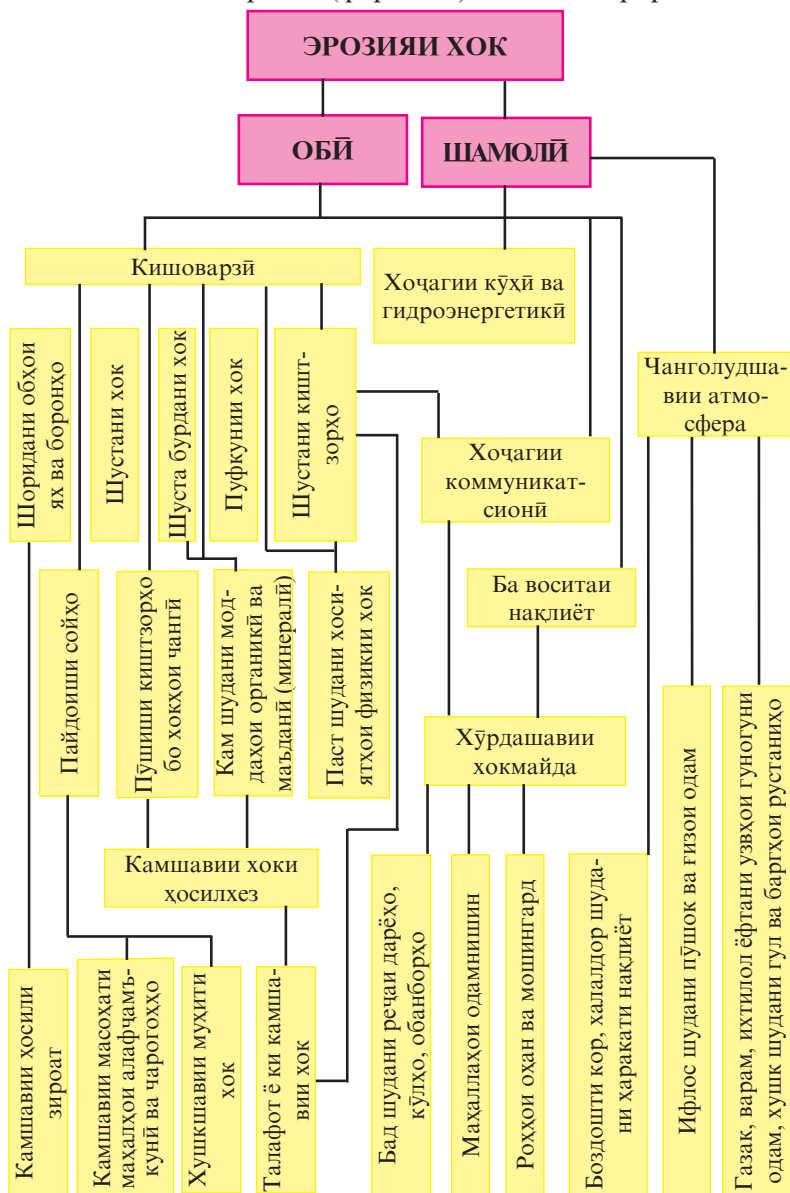 ЭРОЗИЯИ ХОК
ОБӢ
ШАМОЛӢ
Кишоварзӣ
Хоҷагии кӯҳӣ ва
гидроэнергетикӣ
Чанголудша-
вии атмо-
сфера
Шоридани обҳои
ях ва боронҳо
Шустани хок
Шуста бурдани хок
Пуфкунии хок
Шустани кишт-
зорҳо
Хоҷагии
коммуникат-
сионӣ
Ба воситаи
нақлиёт
Пайдоиши сойҳо
Пӯшиши киштзорҳо
бо хокҳои чангӣ
Кам шудани мод-
даҳои органикӣ ва
маъданӣ (минералӣ)
Паст шудани хоси-
ятҳои физикии хок
Хӯрдашавии
хокмайда
Камшавии хоки
ҳосилхез
Камшавии ҳосили
зироат
Камшавии масоҳати
маҳалҳои алафчамъ-
кунӣ ва чарогоҳҳо
Хушкшавии муҳити
хок
Талафот ё ки камша-
вии хок
Бад шудани реҷаи дарёҳо,
кӯлҳо, обанборҳо
Маҳаллаҳои одамнишин
Роҳҳои оҳан ва мошингард
Боздошти кор, халалдор шуда-
ни ҳаракати нақлиёт
Ифлос шудани пӯшок ва ғизои одам
Газак, варам, ихтилол ёфтани узвҳои гуногуни
одам, хушк шудани гул ва баргҳои рустаниҳо